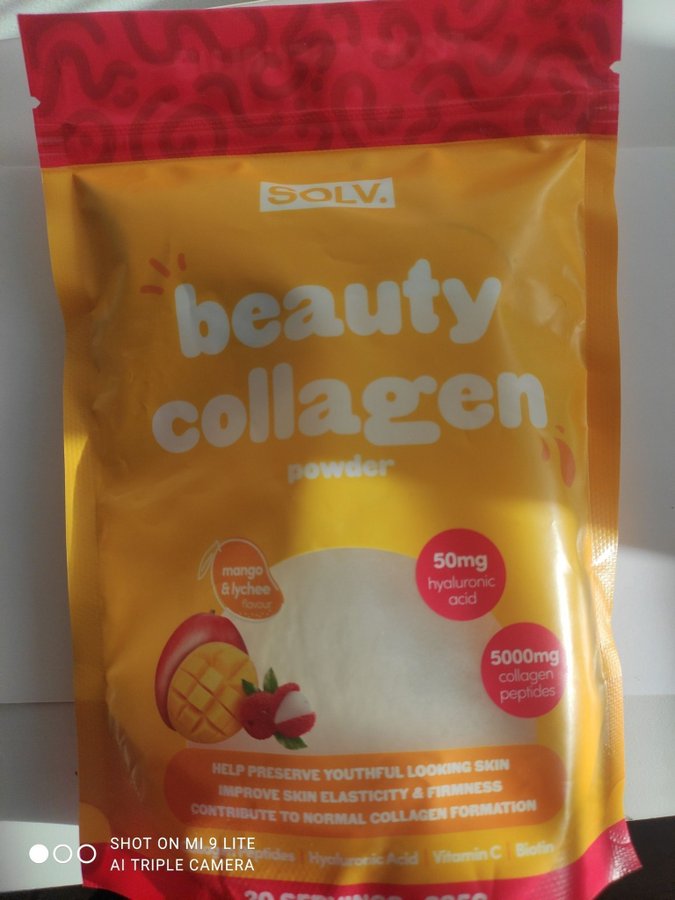 SOLV.
beauty
collagen
powder
mango
& lychee
flavour
50mg
hyaluronic
acid
5000mg
collagen
peptides
HELP PRESERVE YOUTHFUL LOOKING SKIN
IMPROVE SKIN ELASTICITY & FIRMNESS
CONTRIBUTE TO NORMAL COLLAGEN FORMATION
Peptides | Hyaluronic Acid | Vitamin C | Biotin
SHOT ON MI 9 LITE
AI TRIPLE CAMERA